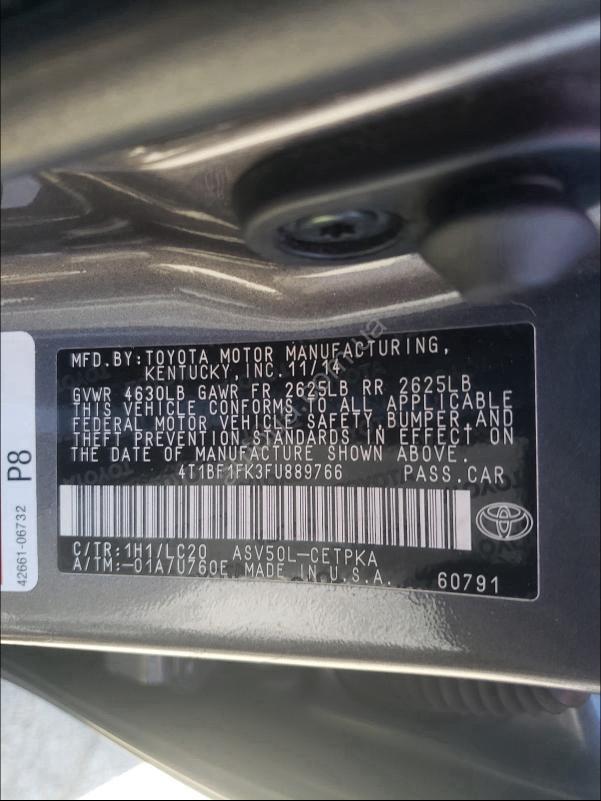 MFD.BY:TOYOTA MOTOR MANUFACTURING,
KENTUCKY,INC.11/14
GVWR 4630LB GAWR FR 2625LB RR 2625LB
THIS VEHICLE CONFORMS TO ALL APPLICABLE
FEDERAL MOTOR VEHICLE SAFETY,BUMPER,AND
THEFT PREVENTION STANDARDS IN EFFECT ON
THE DATE OF MANUFACTURE SHOWN ABOVE.
4T1BF1FK3FU889766 PASS.CAR
C/TR:1H1/LC20 ASV50L-CETPKA
A/TM:-01A7U760E MADE IN U.S.A.
60791
P8
42661-06732